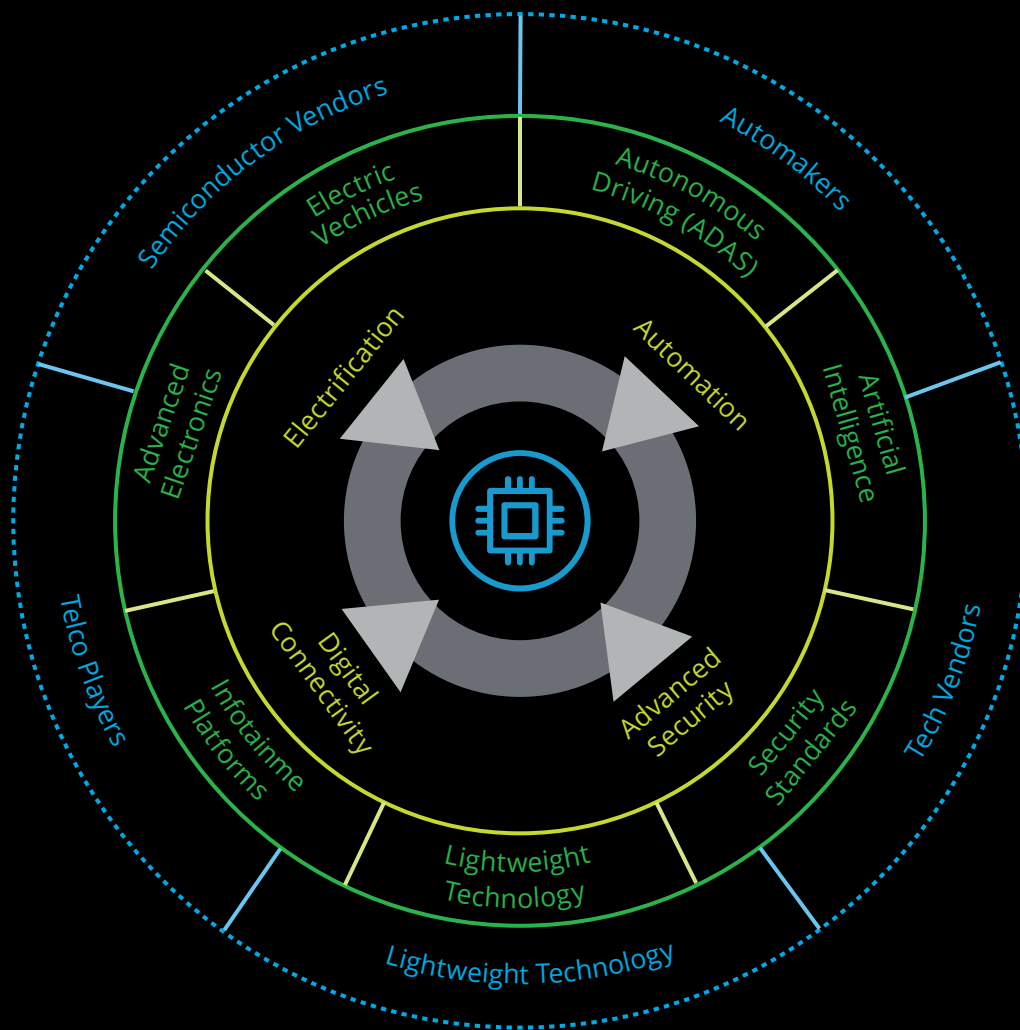 Semiconductor Vendors
Automakers
Electric
Vechicles
Autonomous
Driving (ADAS)
Electrification
Automation
Advanced
Electronics
Artificial
Intelligence
Telco Players
Tech Vendors
Digital
Connectivity
Advanced
Security
Infotainme
Platforms
Security
Standards
Lightweight
Technology
Lightweight Technology